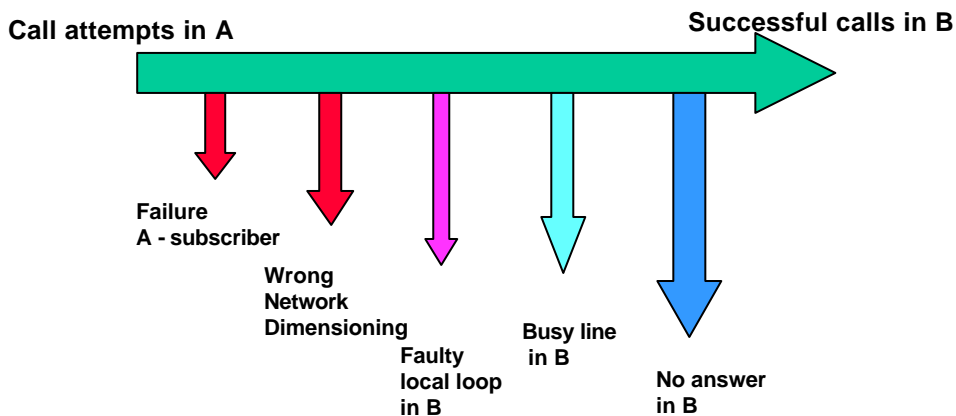 Call attempts in A
Successful calls in B
Failure
A - subscriber
Wrong
Network
Dimensioning
Faulty
local loop
in B
Busy line
in B
No answer
in B